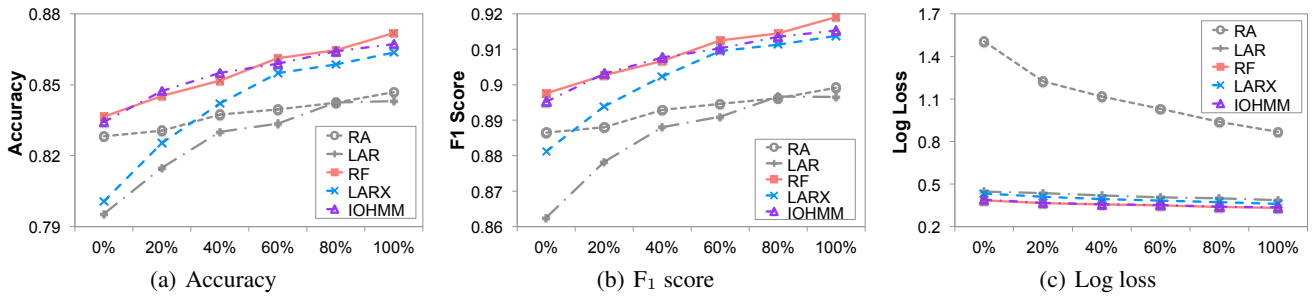 0.88
0.85
0.82
0.79
Accuracy
0% 20% 40% 60% 80% 100%
RA
LAR
RF
LARX
IOHMM
(a) Accuracy
0.92
0.91
0.90
0.89
0.88
0.87
0.86
F1 Score
0% 20% 40% 60% 80% 100%
RA
LAR
RF
LARX
IOHMM
(b) F₁ score
1.7
1.4
1.1
0.8
0.5
0.2
Log Loss
0% 20% 40% 60% 80% 100%
RA
LAR
RF
LARX
IOHMM
(c) Log loss